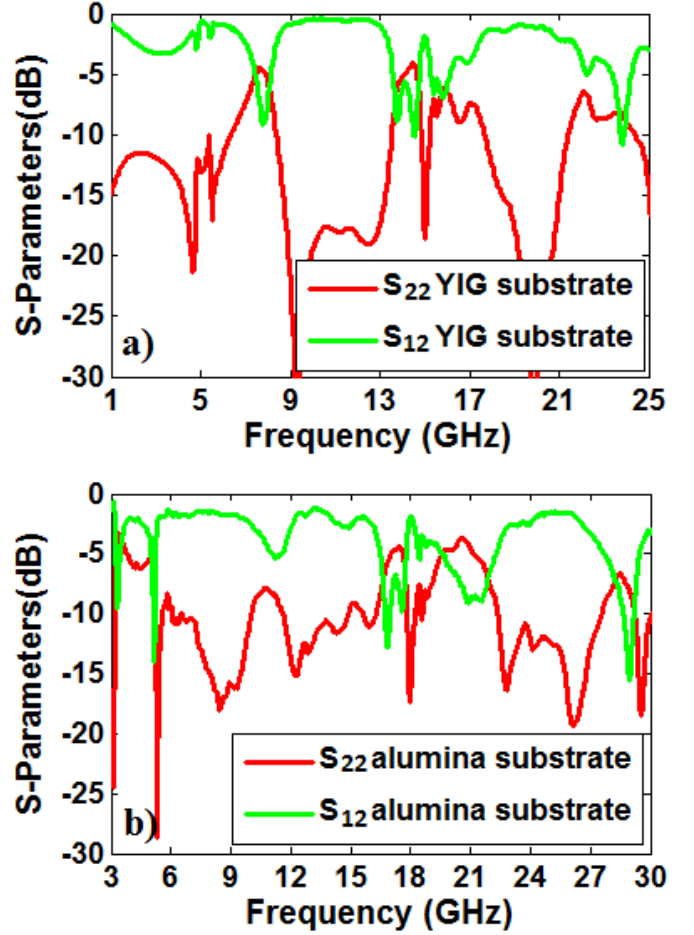 0
-5
-10
-15
-20
-25
-30
S-Parameters(dB)
a)
S22 YIG substrate
S12 YIG substrate
1 5 9 13 17 21 25
Frequency (GHz)
0
-5
-10
-15
-20
-25
-30
S-Parameters(dB)
b)
S22 alumina substrate
S12 alumina substrate
3 6 9 12 15 18 21 24 27 30
Frequency (GHz)